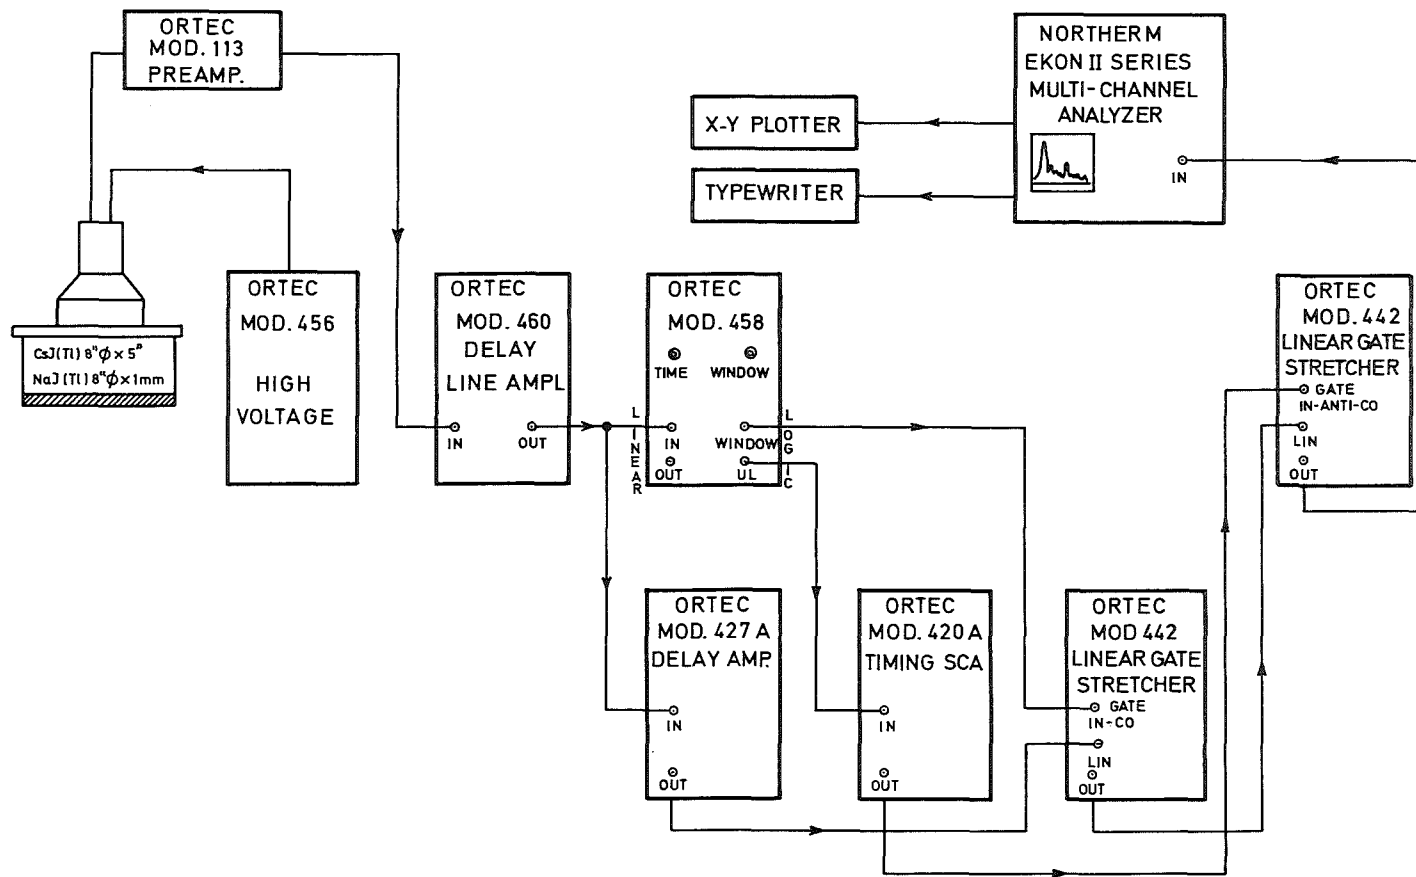 ORTEC
MOD. 113
PREAMP.
NORTHERM
EKON II SERIES
MULTI-CHANNEL
ANALYZER
IN
X-Y PLOTTER
TYPEWRITER
CsJ(Tl) 8"ϕ × 5"
NaJ(Tl) 8"ϕ × 1mm
ORTEC
MOD. 456
HIGH
VOLTAGE
ORTEC
MOD. 460
DELAY
LINE AMPL
IN
OUT
LINEAR
ORTEC
MOD. 458
TIME
WINDOW
IN
WINDOW
OUT
UL
LOGIC
ORTEC
MOD. 442
LINEAR GATE
STRETCHER
GATE
IN-ANTI-CO
LIN
OUT
ORTEC
MOD. 427 A
DELAY AMP.
IN
OUT
ORTEC
MOD. 420 A
TIMING SCA
IN
OUT
ORTEC
MOD 442
LINEAR GATE
STRETCHER
GATE
IN-CO
LIN
OUT